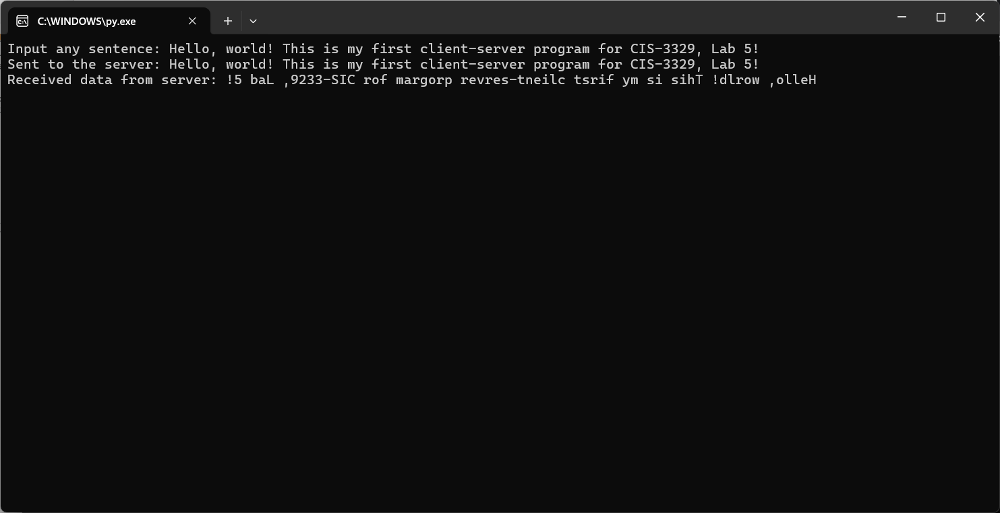 C:\WINDOWS\py.exe
Input any sentence: Hello, world! This is my first client-server program for CIS-3329, Lab 5!
Sent to the server: Hello, world! This is my first client-server program for CIS-3329, Lab 5!
Received data from server: !5 baL ,9233-SIC rof margorp revres-tneilc tsrif ym si sihT !dlrow ,olleH